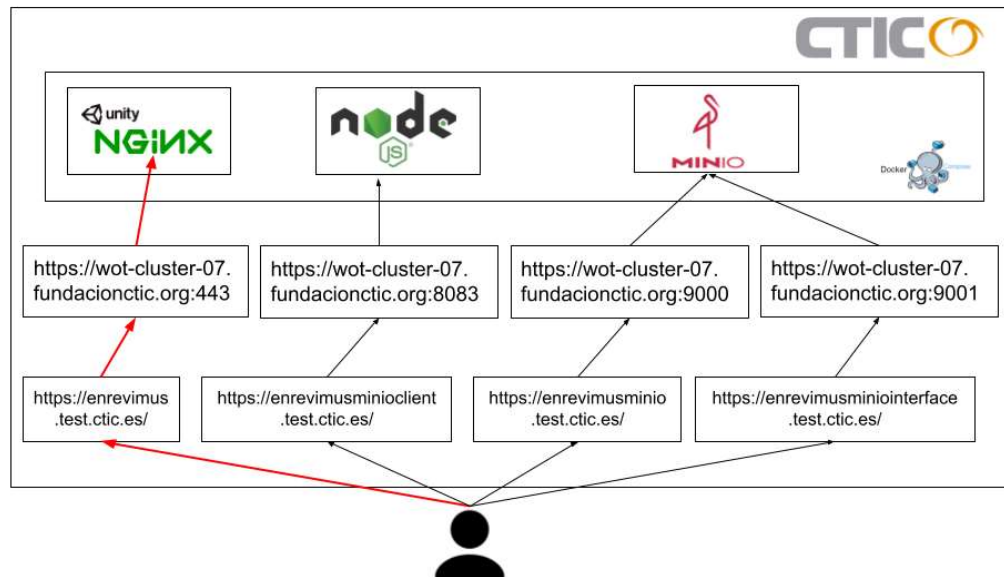 CTIC
unity
NGINX
node
JS
MINIO
Docker
Compose
https://wot-cluster-07.
fundacionctic.org:443
https://wot-cluster-07.
fundacionctic.org:8083
https://wot-cluster-07.
fundacionctic.org:9000
https://wot-cluster-07.
fundacionctic.org:9001
https://enrevimus
.test.ctic.es/
https://enrevimusminioclient
.test.ctic.es/
https://enrevimusminio
.test.ctic.es/
https://enrevimusminiointerface
.test.ctic.es/